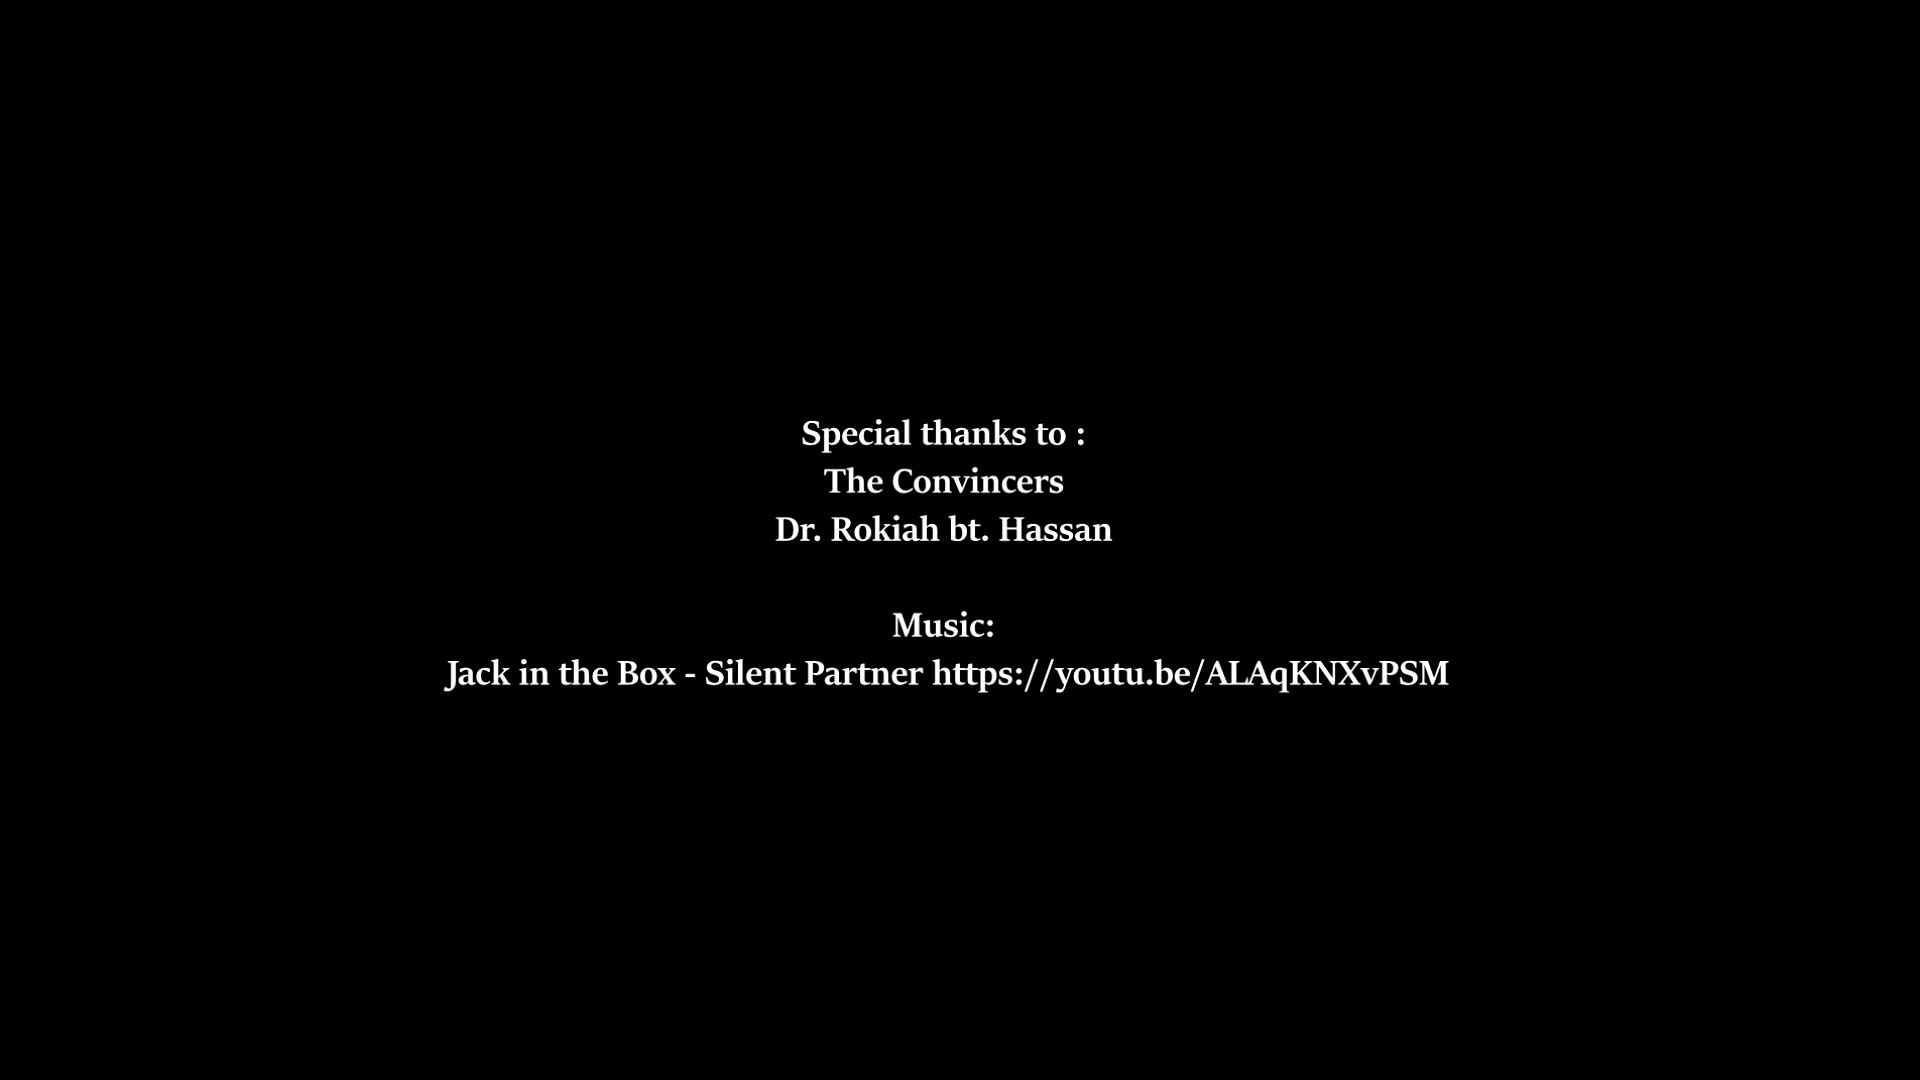 Special thanks to :
The Convincers
Dr. Rokiah bt. Hassan
Music:
Jack in the Box - Silent Partner https://youtu.be/ALAqKNXvPSM